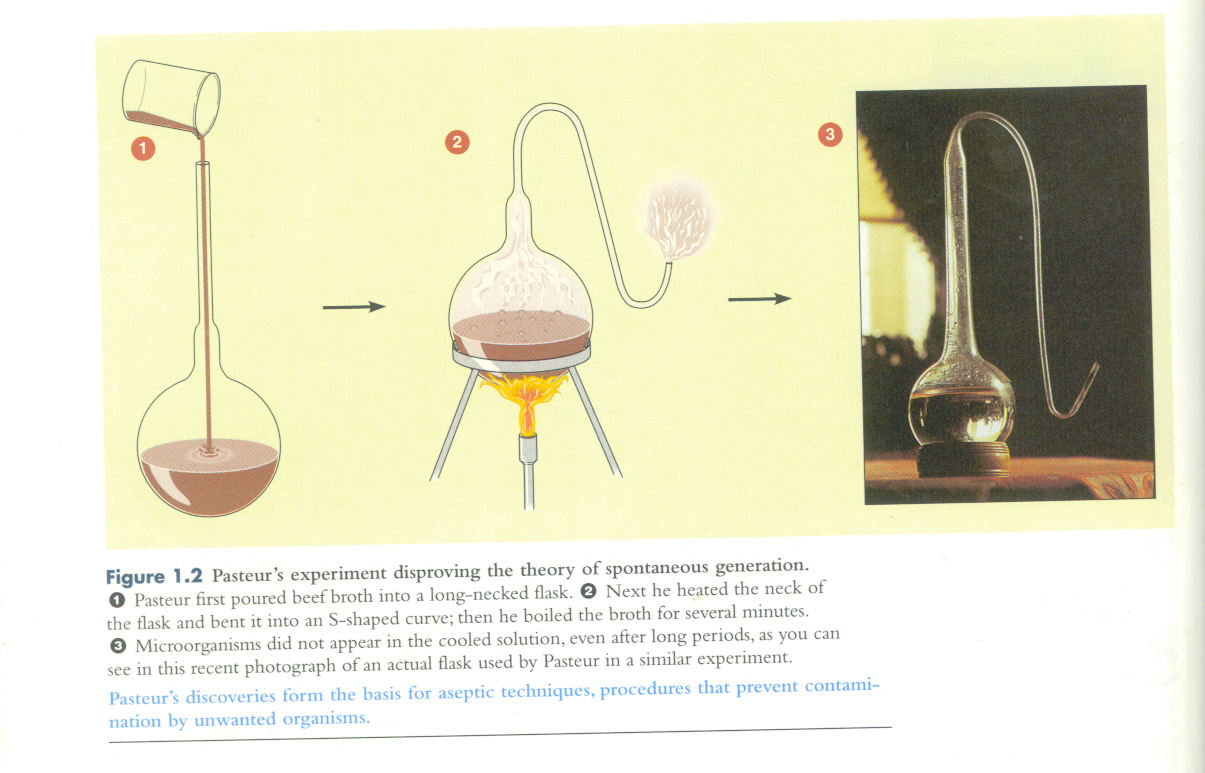 1
2
3
Figure 1.2 Pasteur's experiment disproving the theory of spontaneous generation.
1 Pasteur first poured beef broth into a long-necked flask. 2 Next he heated the neck of
the flask and bent it into an S-shaped curve; then he boiled the broth for several minutes.
3 Microorganisms did not appear in the cooled solution, even after long periods, as you can
see in this recent photograph of an actual flask used by Pasteur in a similar experiment.
Pasteur's discoveries form the basis for aseptic techniques, procedures that prevent contami-
nation by unwanted organisms.